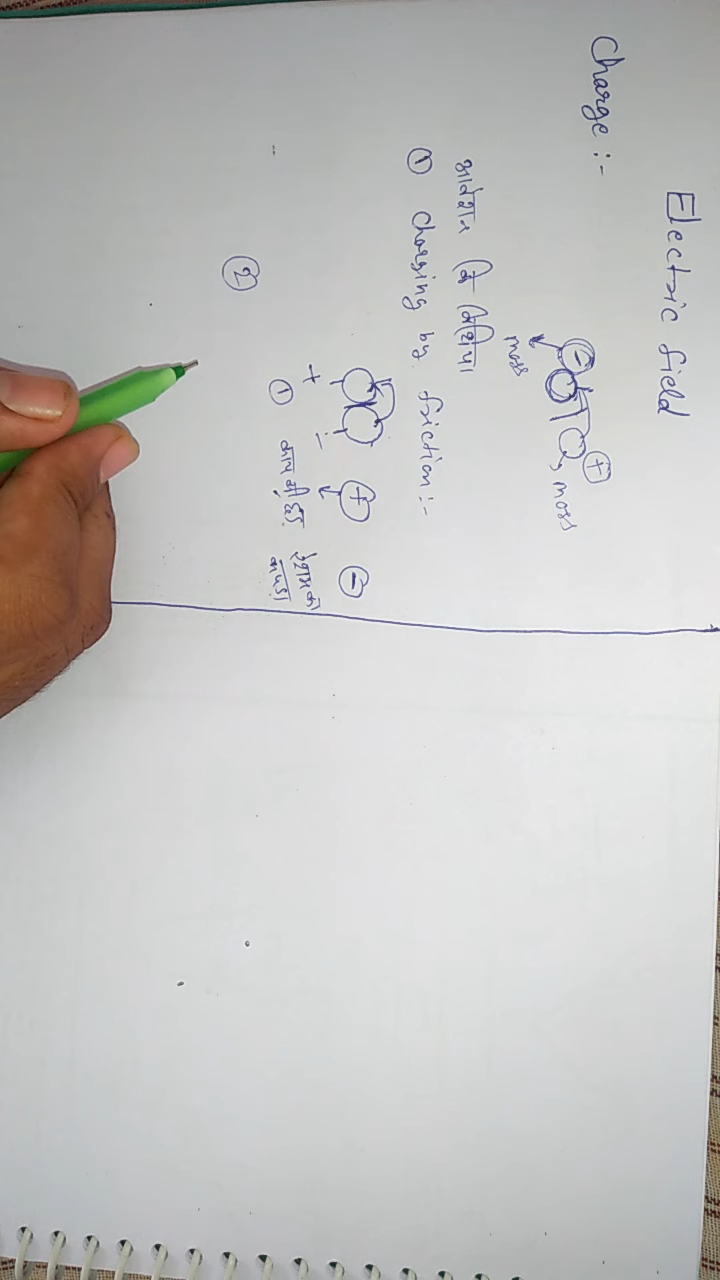 Electric field
Charge :-
⊖ ⊕
mass mass
आवेशन की विधियां
① Charging by friction :-
⊕ ⊖
+ -
① कांच की छड़ रेशम का कपड़ा
②